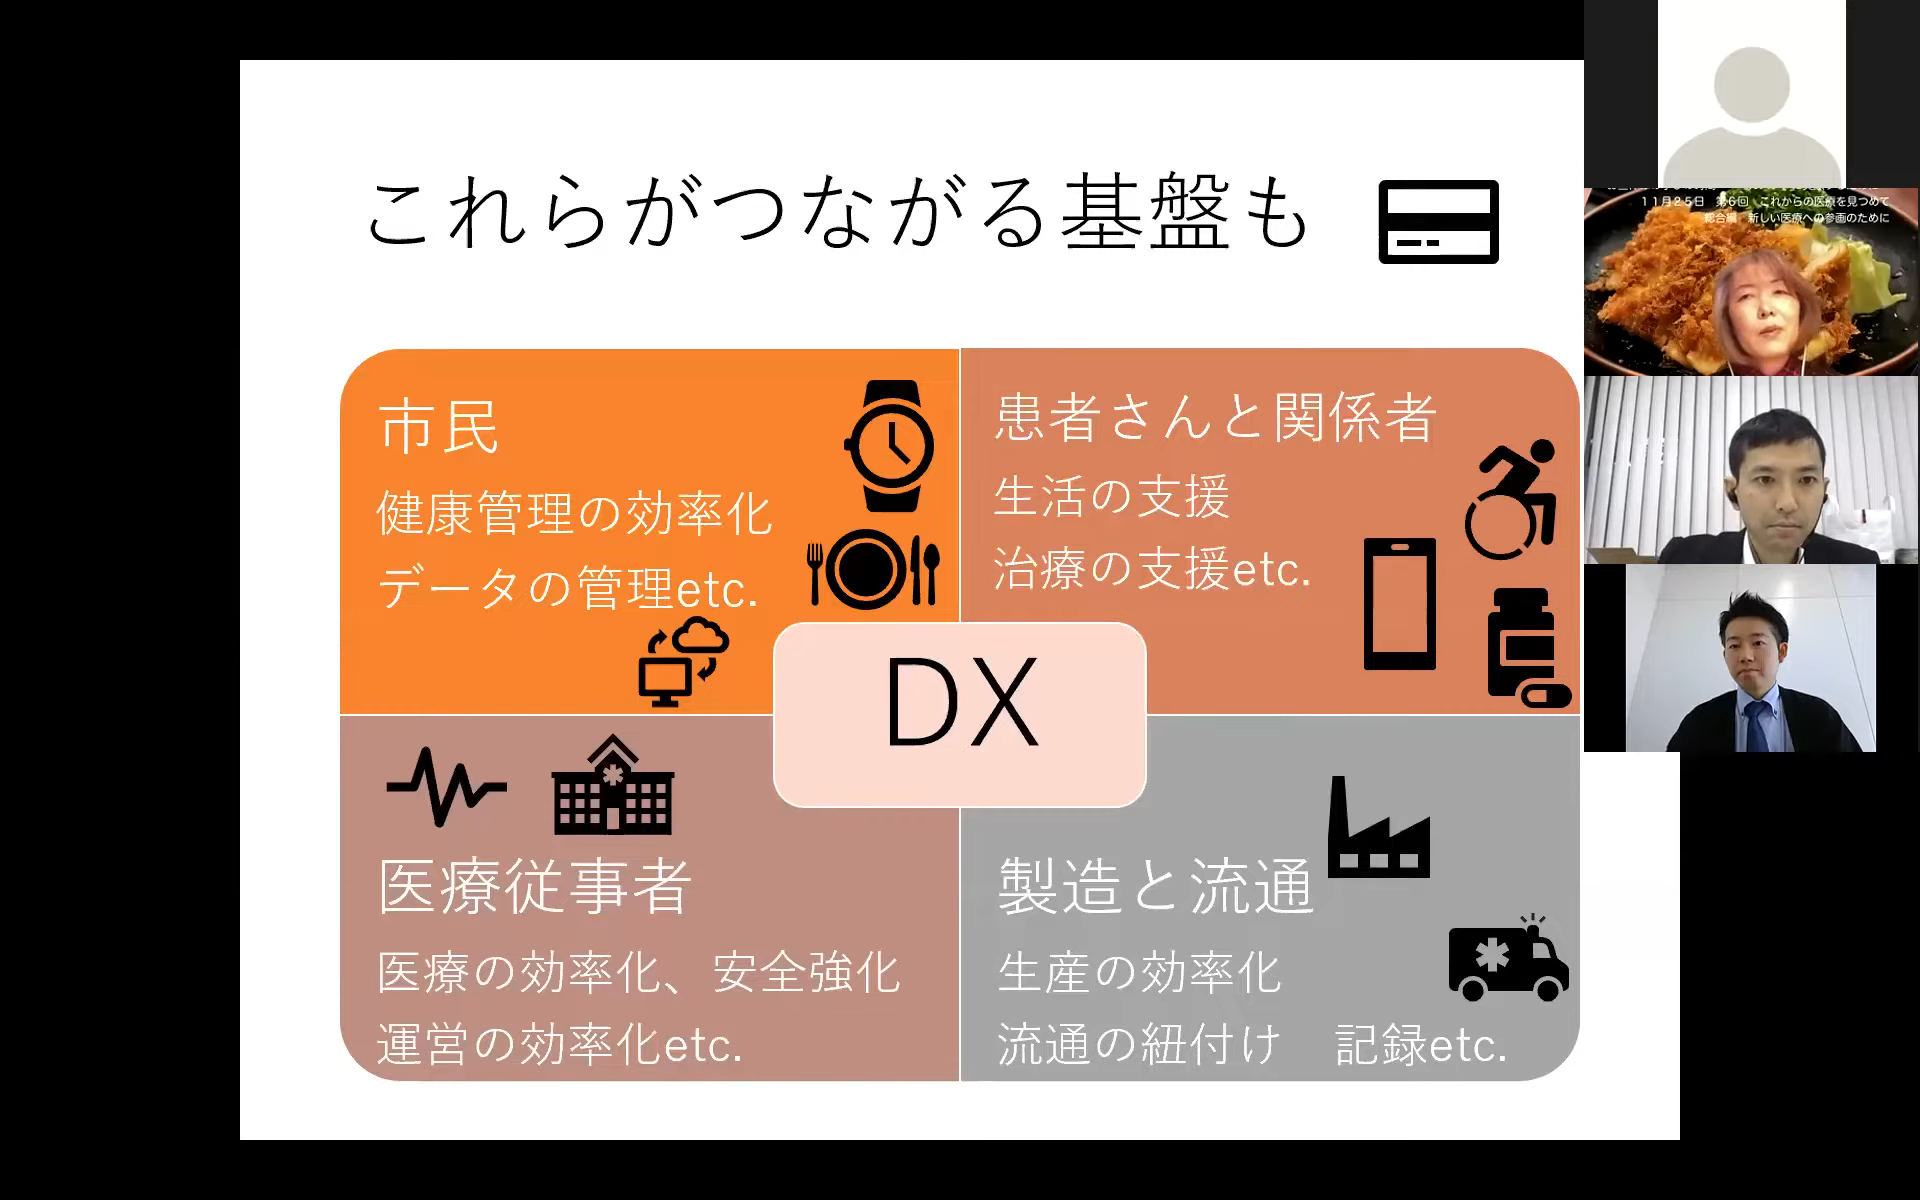 これらがつながる基盤も
市民
健康管理の効率化
データの管理etc.
患者さんと関係者
生活の支援
治療の支援etc.
DX
医療従事者
医療の効率化、安全強化
運営の効率化etc.
製造と流通
生産の効率化
流通の紐付け　記録etc.
11月25日　第6回　これからの医療を見つめて
総合編　新しい医療への参画のために